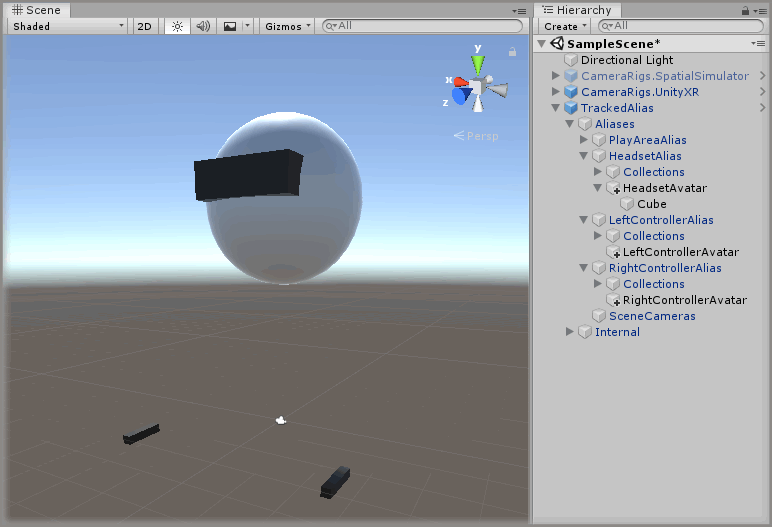 Scene
Shaded 2D Gizmos All
y
x
z
Persp
Hierarchy
Create All
SampleScene*
Directional Light
CameraRigs.SpatialSimulator
CameraRigs.UnityXR
TrackedAlias
Aliases
PlayAreaAlias
HeadsetAlias
Collections
HeadsetAvatar
Cube
LeftControllerAlias
Collections
LeftControllerAvatar
RightControllerAlias
Collections
RightControllerAvatar
SceneCameras
Internal